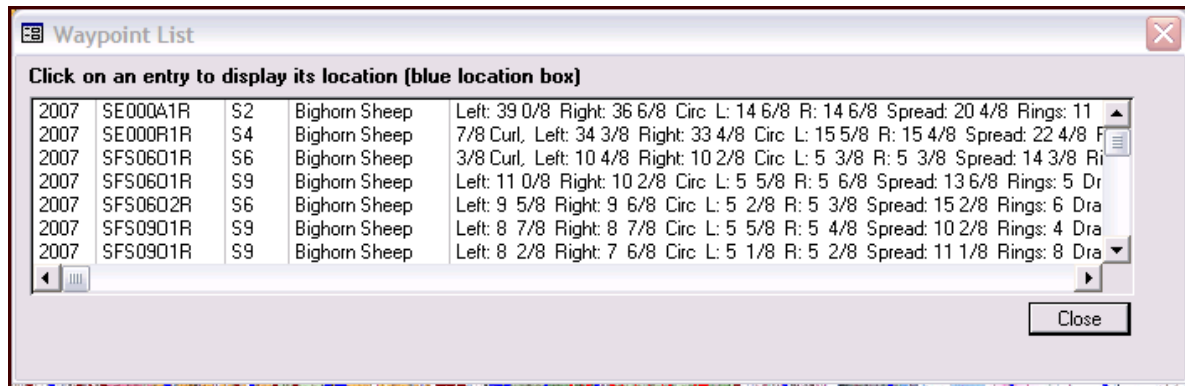 Waypoint List
Click on an entry to display its location (blue location box)
2007 SE000A1R S2 Bighorn Sheep Left: 39 0/8 Right: 36 6/8 Circ L: 14 6/8 R: 14 6/8 Spread: 20 4/8 Rings: 11
2007 SE000R1R S4 Bighorn Sheep 7/8 Curl, Left: 34 3/8 Right: 33 4/8 Circ L: 15 5/8 R: 15 4/8 Spread: 22 4/8
2007 SFS06O1R S6 Bighorn Sheep 3/8 Curl, Left: 10 4/8 Right: 10 2/8 Circ L: 5 3/8 R: 5 3/8 Spread: 14 3/8 Ri
2007 SFS06O1R S9 Bighorn Sheep Left: 11 0/8 Right: 10 2/8 Circ L: 5 5/8 R: 5 6/8 Spread: 13 6/8 Rings: 5 Dr
2007 SFS06O2R S6 Bighorn Sheep Left: 9 5/8 Right: 9 6/8 Circ L: 5 2/8 R: 5 3/8 Spread: 15 2/8 Rings: 6 Dra
2007 SFS09O1R S9 Bighorn Sheep Left: 8 7/8 Right: 8 7/8 Circ L: 5 5/8 R: 5 4/8 Spread: 10 2/8 Rings: 4 Dra
2007 SFS09O1R S9 Bighorn Sheep Left: 8 2/8 Right: 7 6/8 Circ L: 5 1/8 R: 5 2/8 Spread: 11 1/8 Rings: 8 Dra
Close